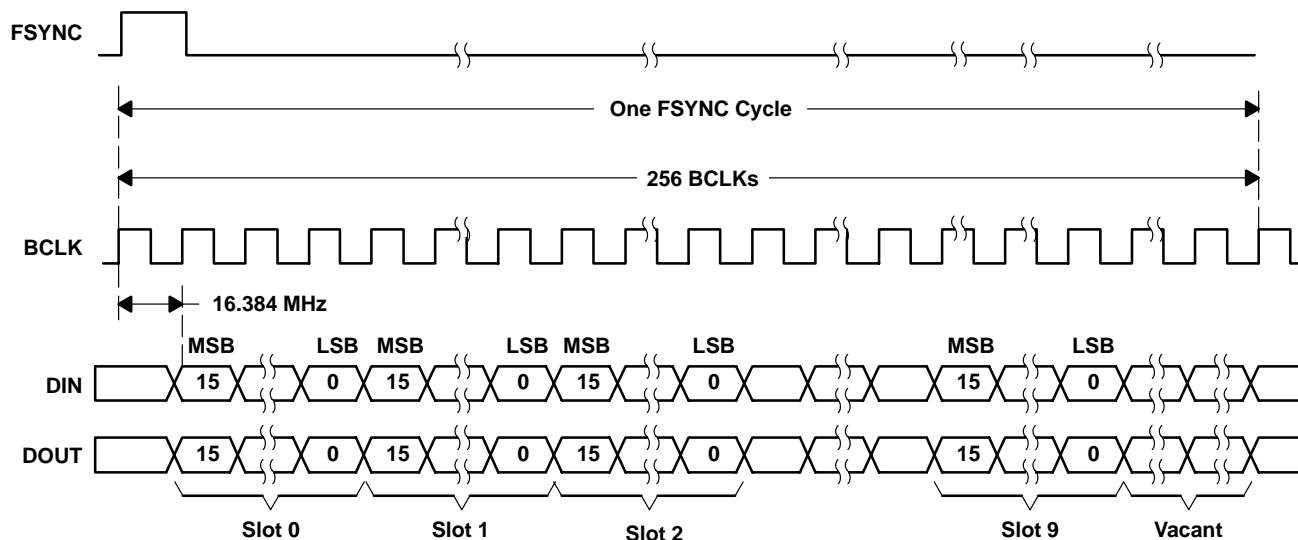 FSYNC
One FSYNC Cycle
256 BCLKs
BCLK
16.384 MHz
MSB LSB MSB LSB MSB LSB MSB LSB
DIN 15 0 15 0 15 0 15 0
DOUT 15 0 15 0 15 0 15 0
Slot 0 Slot 1 Slot 2 Slot 9 Vacant